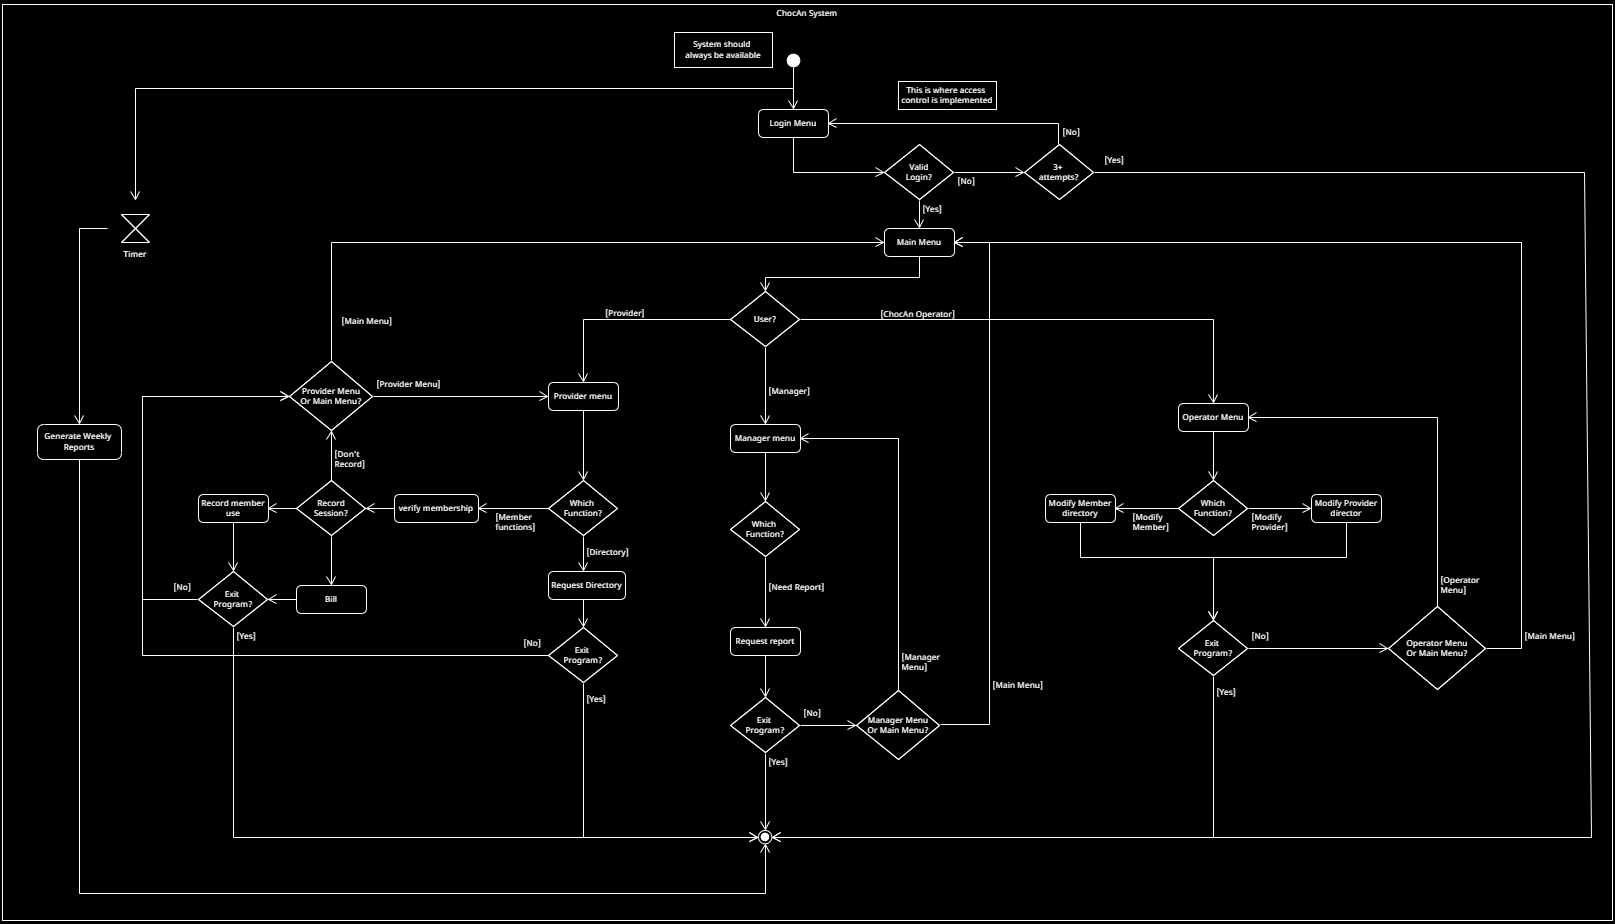 ChocAn System
System should
always be available
This is where access
control is implemented
Login Menu
[No]
Valid
Login?
[No]
3+
attempts?
[Yes]
[Yes]
Timer
Main Menu
[Main Menu]
[Provider]
User?
[ChocAn Operator]
Provider Menu
Or Main Menu?
[Provider Menu]
Provider menu
[Manager]
Operator Menu
Generate Weekly
Reports
Manager menu
[Don't
Record]
Record member
use
Record
Session?
verify membership
[Member
functions]
Which
Function?
Which
Function?
Modify Member
directory
[Modify
Member]
Which
Function?
[Modify
Provider]
Modify Provider
director
[Directory]
[No]
Exit
Program?
Bill
Request Directory
[Need Report]
[Operator
Menu]
[Yes]
[No]
Exit
Program?
Request report
[Manager
Menu]
Exit
Program?
[No]
Operator Menu
Or Main Menu?
[Main Menu]
[Yes]
[Main Menu]
[Yes]
Exit
Program?
[No]
Manager Menu
Or Main Menu?
[Yes]